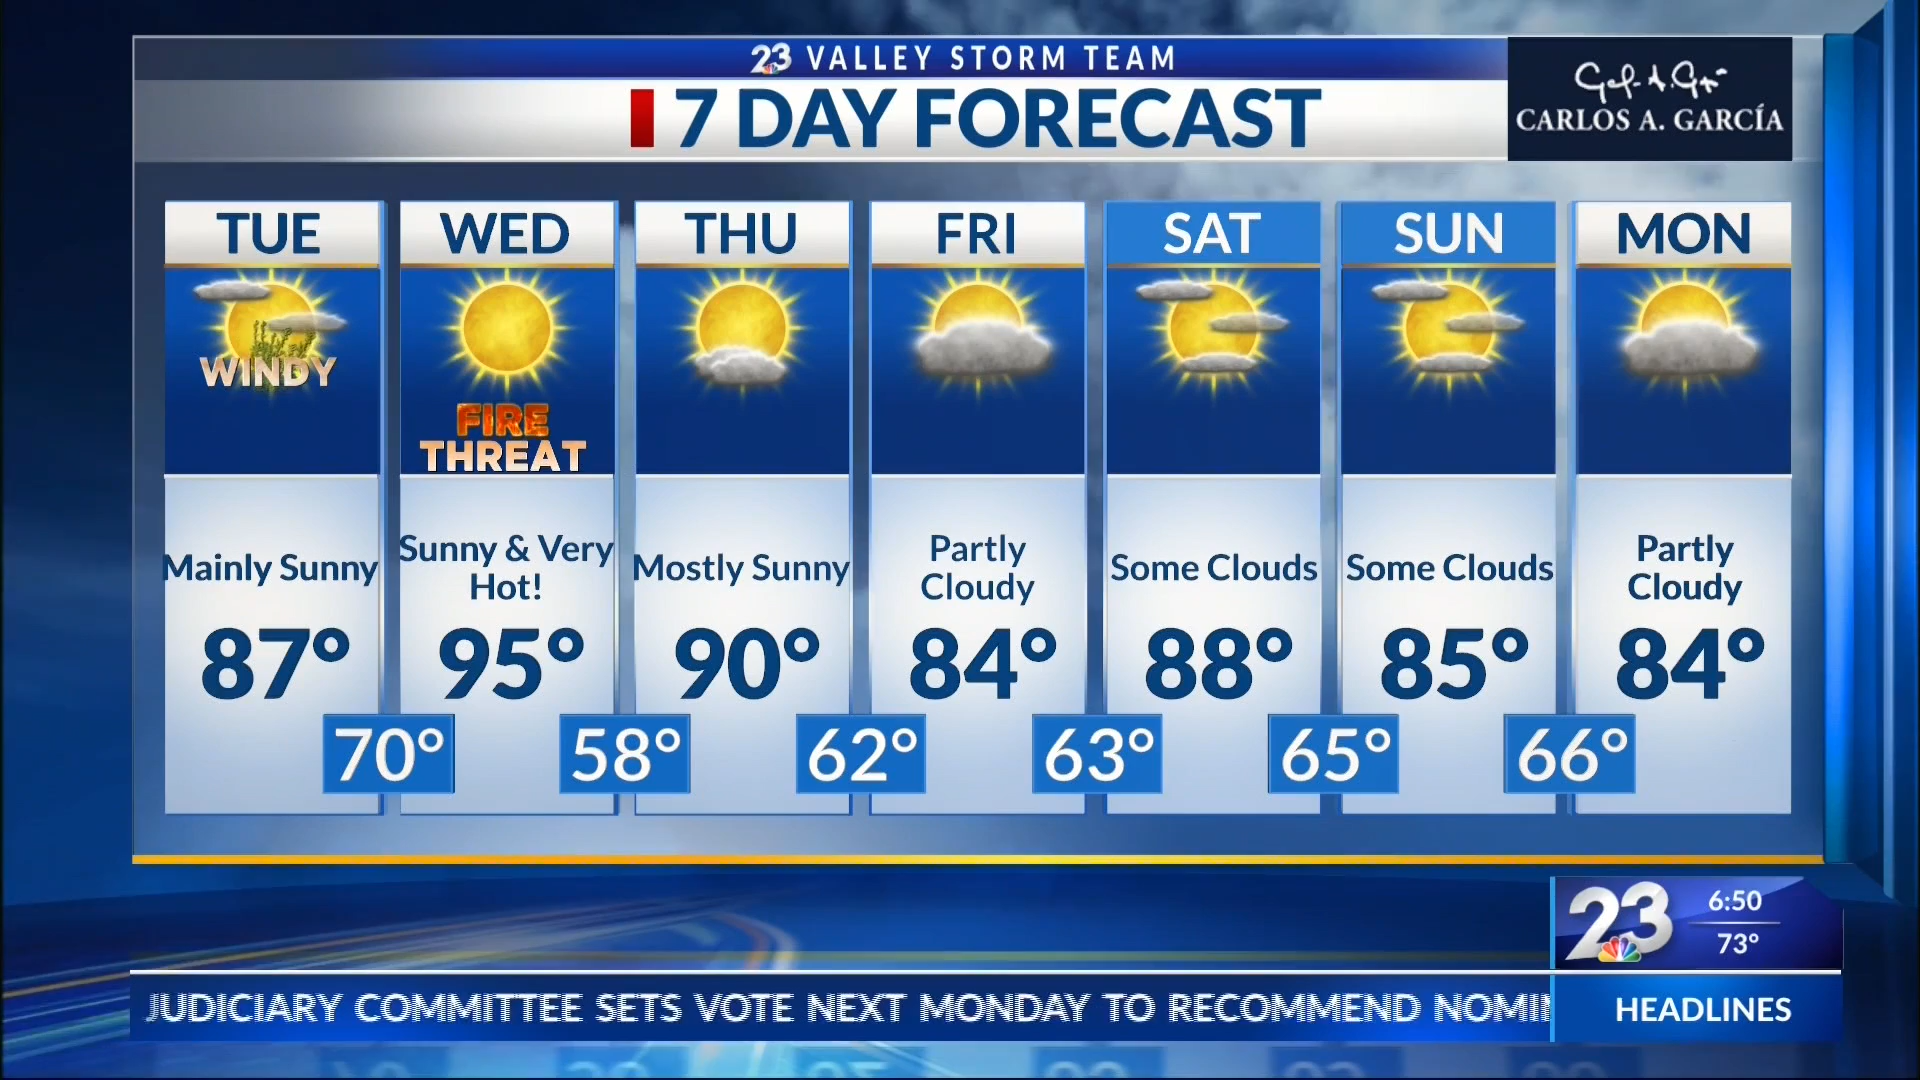 23 VALLEY STORM TEAM
7 DAY FORECAST
CARLOS A. GARCÍA
TUE WED THU FRI SAT SUN MON
WINDY
FIRE
THREAT
Mainly Sunny
Sunny & Very
Hot!
Mostly Sunny
Partly
Cloudy
Some Clouds
Some Clouds
Partly
Cloudy
87° 95° 90° 84° 88° 85° 84°
70° 58° 62° 63° 65° 66°
23
6:50
73°
JUDICIARY COMMITTEE SETS VOTE NEXT MONDAY TO RECOMMEND NOMI
HEADLINES